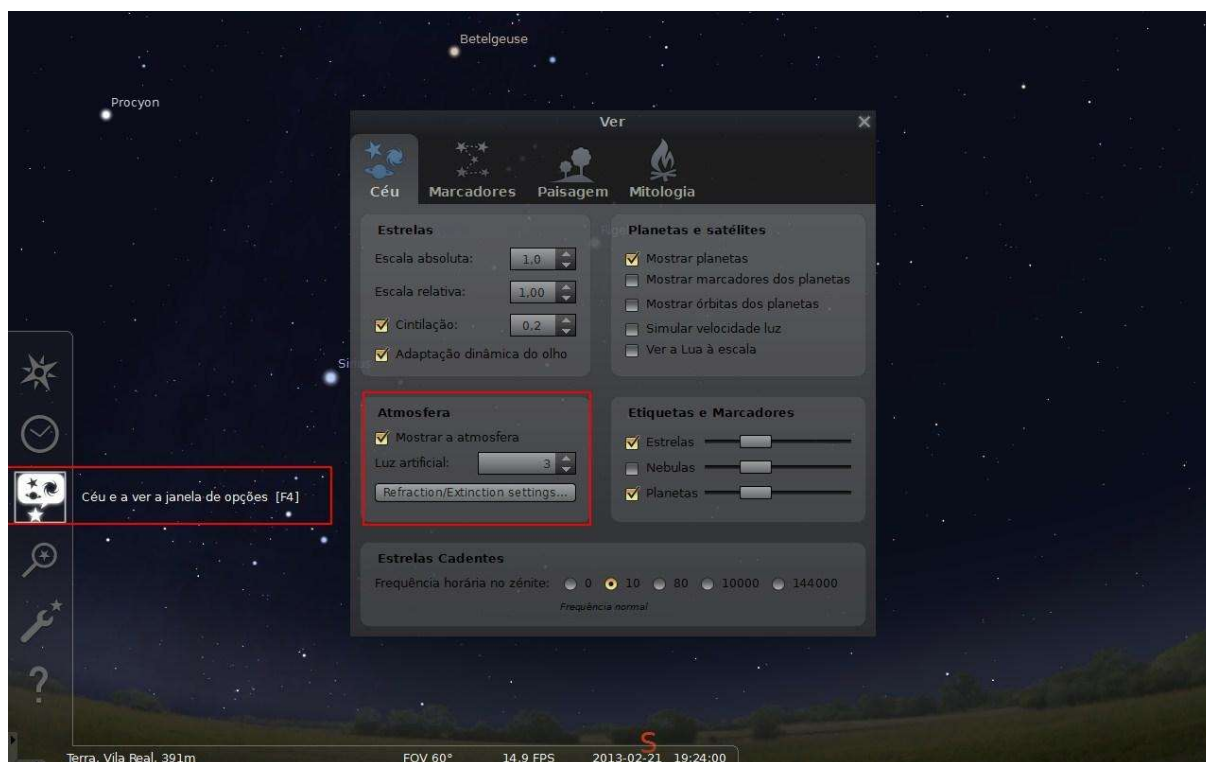 Betelgeuse
Procyon
Ver
Céu Marcadores Paisagem Mitologia
Estrelas
Escala absoluta: 1,0
Escala relativa: 1,00
Cintilação: 0,2
Adaptação dinâmica do olho
Planetas e satélites
Mostrar planetas
Mostrar marcadores dos planetas
Mostrar órbitas dos planetas
Simular velocidade luz
Ver a Lua à escala
Atmosfera
Mostrar a atmosfera
Luz artificial: 3
Refraction/Extinction settings...
Etiquetas e Marcadores
Estrelas
Nebulas
Planetas
Céu e a ver a janela de opções [F4]
Estrelas Cadentes
Frequência horária no zénite: 0 10 80 10000 144000
Frequência normal
S
Terra, Vila Real, 391m FOV 60° 14.9 FPS 2013-02-21 19:24:00